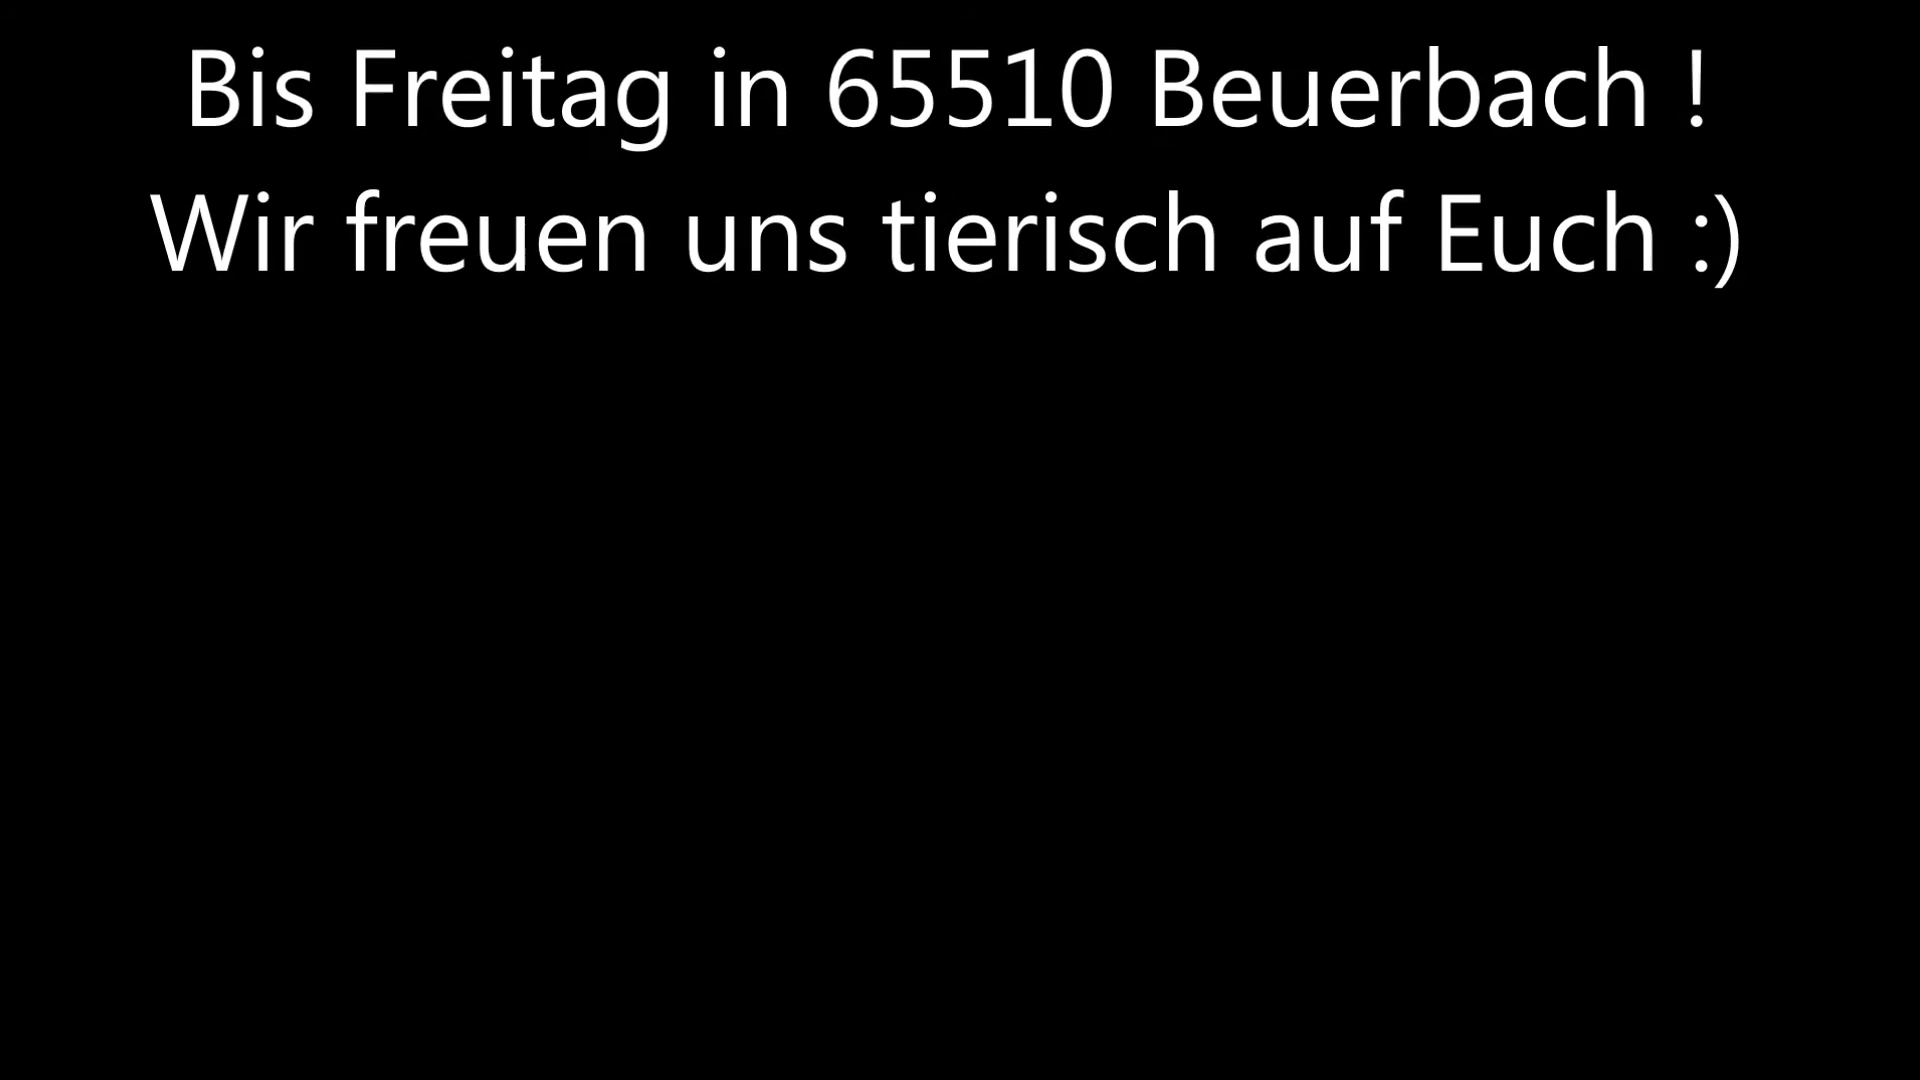 Bis Freitag in 65510 Beuerbach !
Wir freuen uns tierisch auf Euch :)